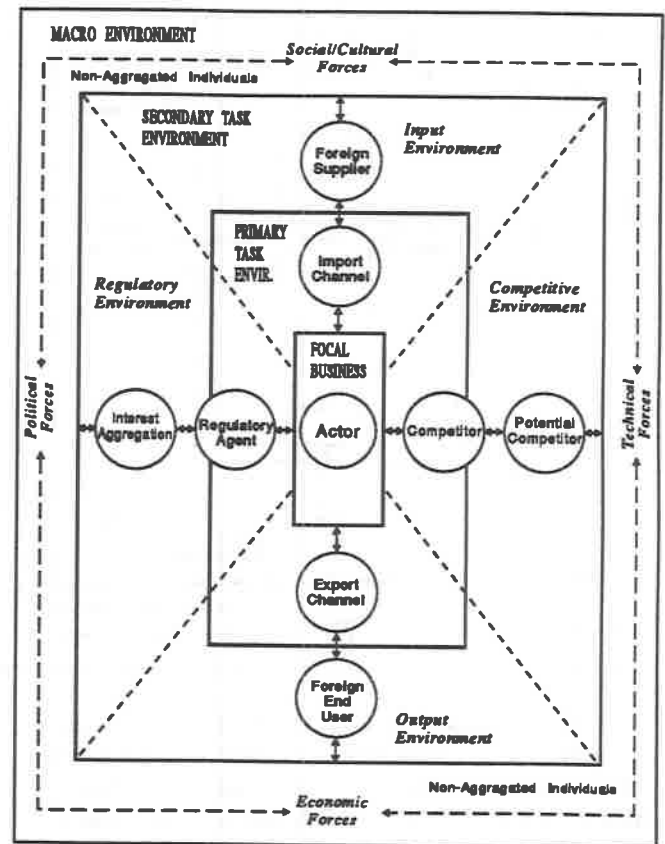 MACRO ENVIRONMENT
Social/Cultural
Forces
Non-Aggregated Individuals
SECONDARY TASK
ENVIRONMENT
Input
Environment
Foreign
Supplier
PRIMARY
TASK
ENVIR.
Import
Channel
Regulatory
Environment
Competitive
Environment
FOCAL
BUSINESS
Political
Forces
Interest
Aggregation
Regulatory
Agent
Actor
Competitor
Potential
Competitor
Technical
Forces
Export
Channel
Foreign
End
User
Output
Environment
Non-Aggragated Individuals
Economic
Forces